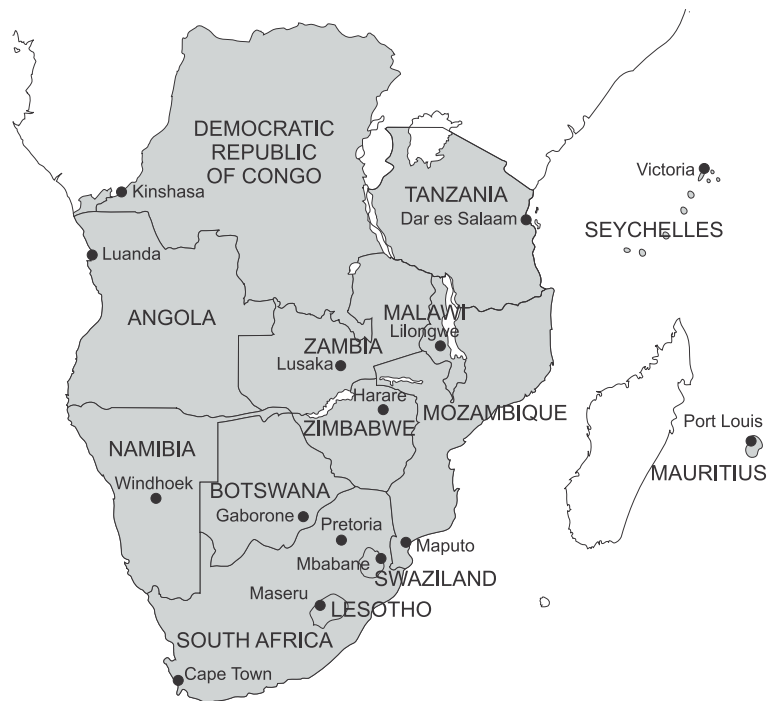 DEMOCRATIC
REPUBLIC
OF CONGO
Kinshasa
TANZANIA
Dar es Salaam
Victoria
SEYCHELLES
Luanda
ANGOLA
MALAWI
Lilongwe
ZAMBIA
Lusaka
Harare
ZIMBABWE
MOZAMBIQUE
Port Louis
MAURITIUS
NAMIBIA
Windhoek
BOTSWANA
Gaborone
Pretoria
Maputo
Mbabane
SWAZILAND
Maseru
LESOTHO
SOUTH AFRICA
Cape Town